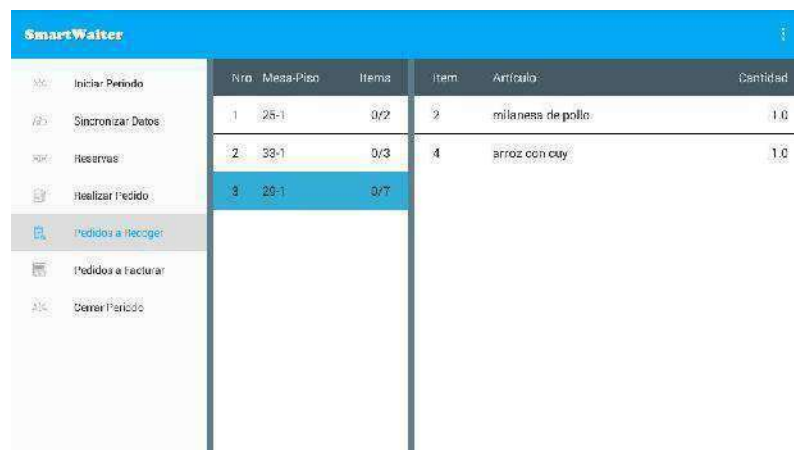 SmartWaiter
Iniciar Periodo
Sincronizar Datos
Reservas
Realizar Pedido
Pedidos a Recoger
Pedidos a Facturar
Cerrar Periodo
Nro Mesa-Piso Items
1 25-1 0/2
2 33-1 0/3
3 29-1 0/7
Item Artículo Cantidad
2 milanesa de pollo 1.0
4 arroz con cuy 1.0